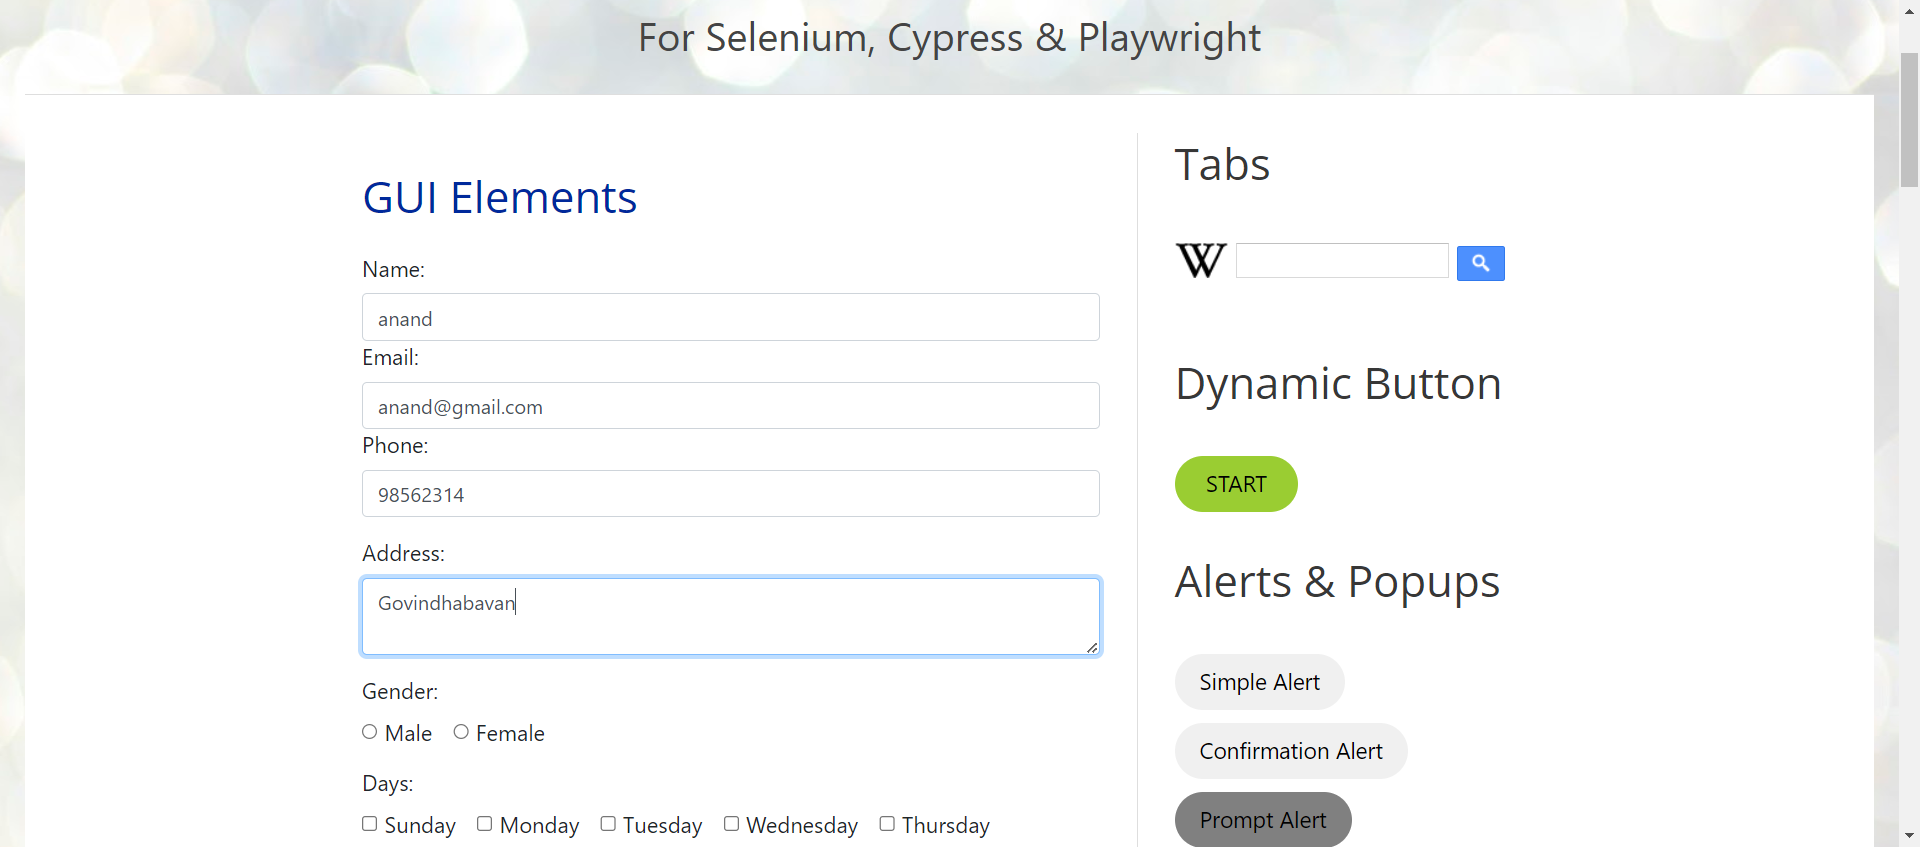 For Selenium, Cypress & Playwright
GUI Elements
Name:
anand
Email:
anand@gmail.com
Phone:
98562314
Address:
Govindhabavan
Gender:
Male Female
Days:
Sunday Monday Tuesday Wednesday Thursday
Tabs
W
Dynamic Button
START
Alerts & Popups
Simple Alert
Confirmation Alert
Prompt Alert